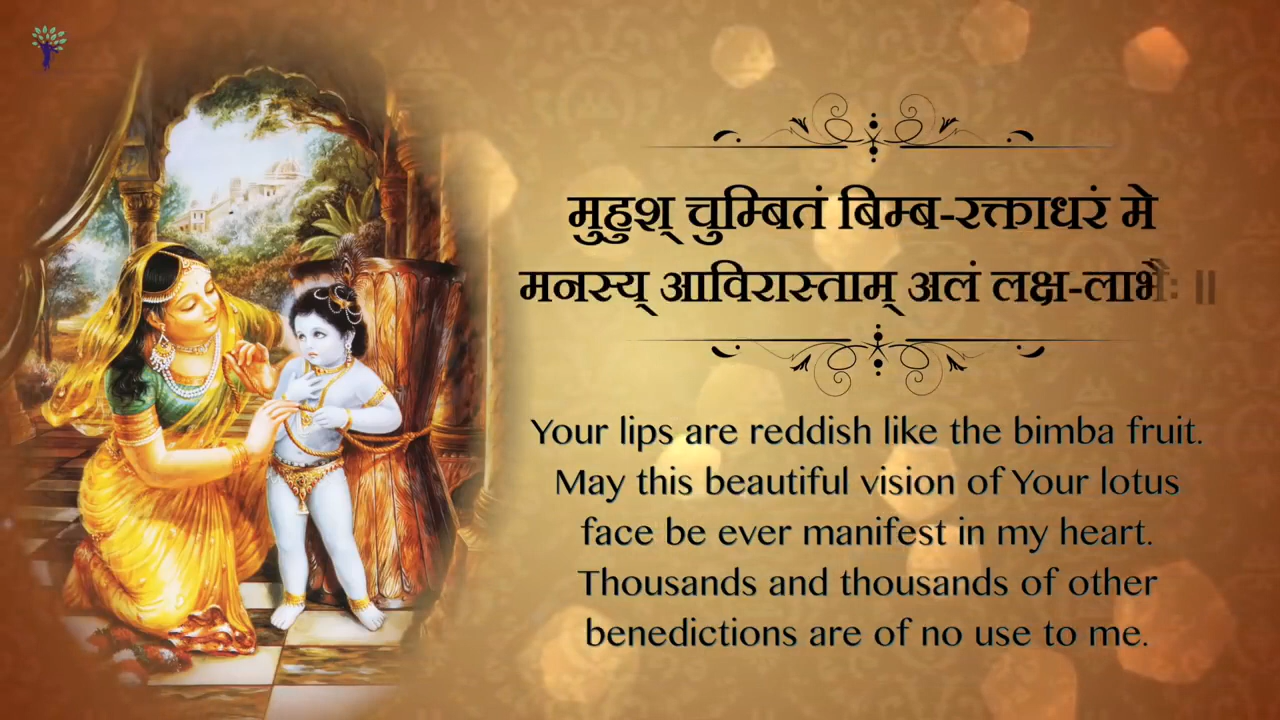 मुहुश् चुम्बितं बिम्ब-रक्ताधरं मे
मनस्य् आविरास्ताम् अलं लक्ष-लाभैः ॥
Your lips are reddish like the bimba fruit.
May this beautiful vision of Your lotus
face be ever manifest in my heart.
Thousands and thousands of other
benedictions are of no use to me.